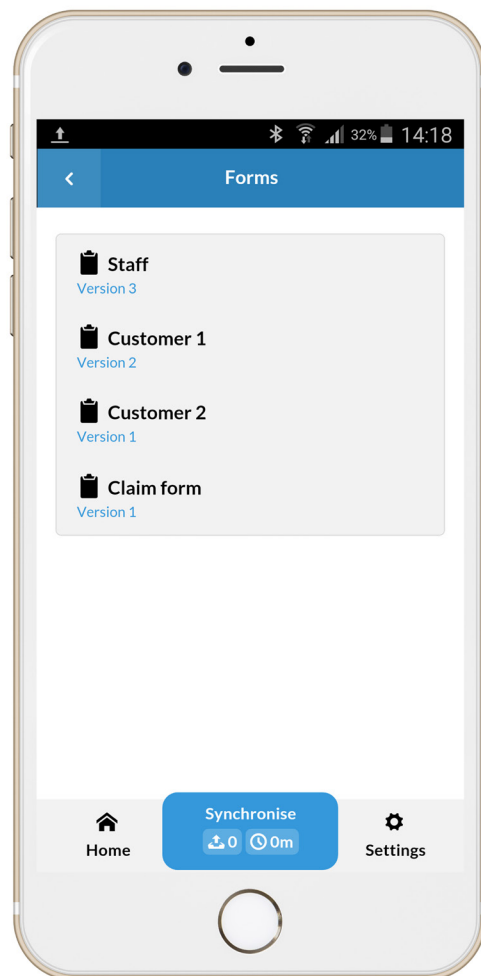 32% 14:18
Forms
Staff
Version 3
Customer 1
Version 2
Customer 2
Version 1
Claim form
Version 1
Synchronise
0 0m
Home
Settings